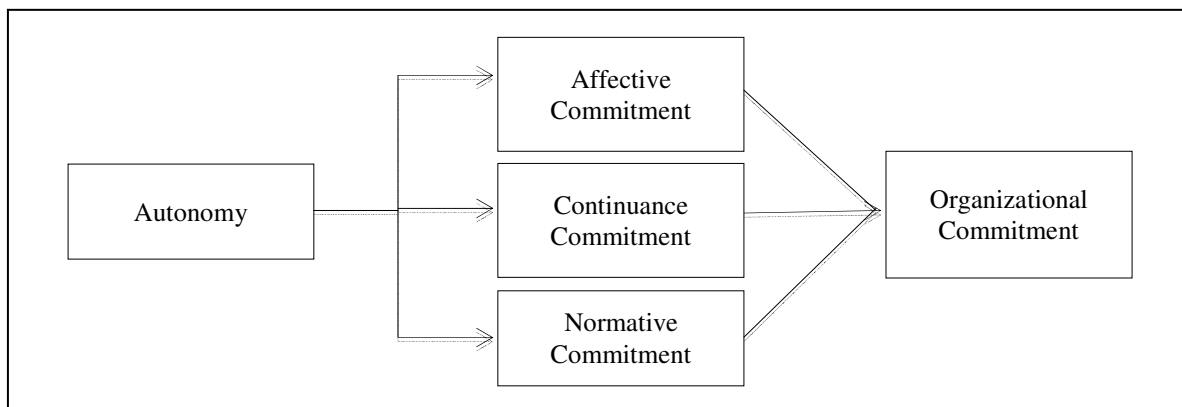 Autonomy
Affective
Commitment
Continuance
Commitment
Normative
Commitment
Organizational
Commitment